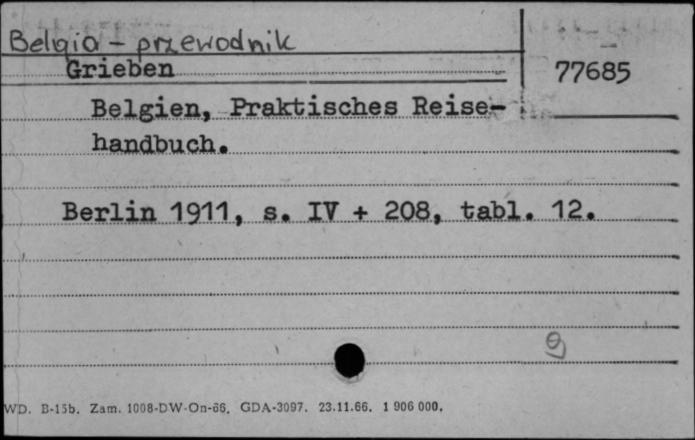 Belgia - przewodnik
Grieben
77685
Belgien, Praktisches Reise-
handbuch.
Berlin 1911, s. IV + 208, tabl. 12.
WD. B-15b. Zam. 1008-DW-On-66. GDA-3097. 23.11.66. 1 906 000.